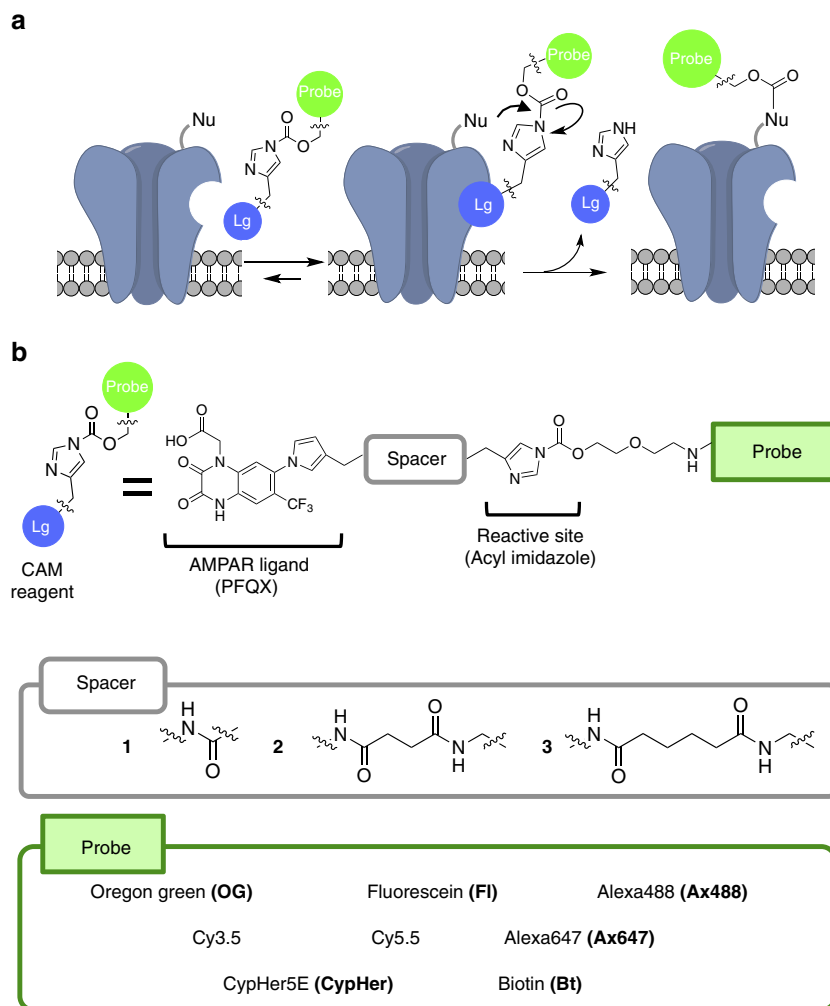 a
Probe
Nu
N
N
O
O
Lg
Probe
Nu
O
O
N
N
Lg
NH
N
Lg
Probe
O
O
Nu
b
Probe
O
N
O
N
Lg
CAM
reagent
=
O
HO
O
N
N
O
N
H
CF3
AMPAR ligand
(PFQX)
Spacer
N
N
O
O
O
N
H
Probe
Reactive site
(Acyl imidazole)
Spacer
1
H
N
O
2
H
N
O
O
N
H
3
H
N
O
O
N
H
Probe
Oregon green (OG) Fluorescein (Fl) Alexa488 (Ax488)
Cy3.5 Cy5.5 Alexa647 (Ax647)
CypHer5E (CypHer) Biotin (Bt)